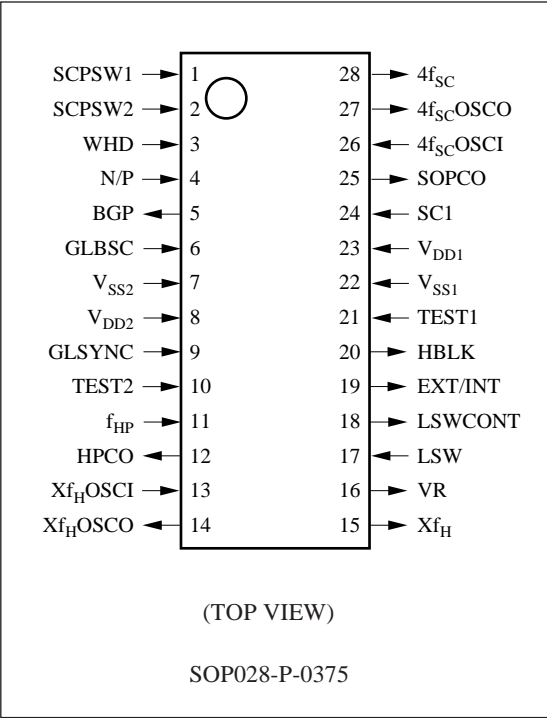 SCPSW1 1 28 4fSC
SCPSW2 2 27 4fSCOSCO
WHD 3 26 4fSCOSCI
N/P 4 25 SOPCO
BGP 5 24 SC1
GLBSC 6 23 VDD1
VSS2 7 22 VSS1
VDD2 8 21 TEST1
GLSYNC 9 20 HBLK
TEST2 10 19 EXT/INT
fHP 11 18 LSWCONT
HPCO 12 17 LSW
XfHOSCI 13 16 VR
XfHOSCO 14 15 XfH
(TOP VIEW)
SOP028-P-0375